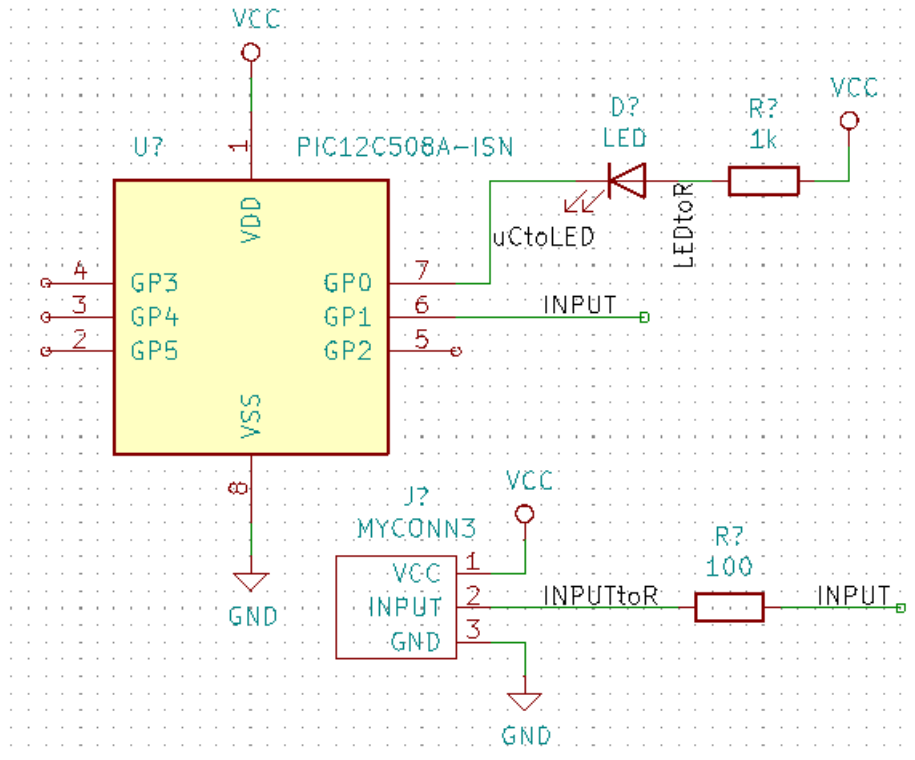 VCC
U?
PIC12C508A-ISN
1
VDD
4 GP3
3 GP4
2 GP5
GP0 7
GP1 6
GP2 5
VSS
8
GND
uCtoLED
D?
LED
LEDtoR
R?
1k
VCC
INPUT
J?
MYCONN3
VCC 1
INPUT 2
GND 3
VCC
GND
INPUTtoR
R?
100
INPUT